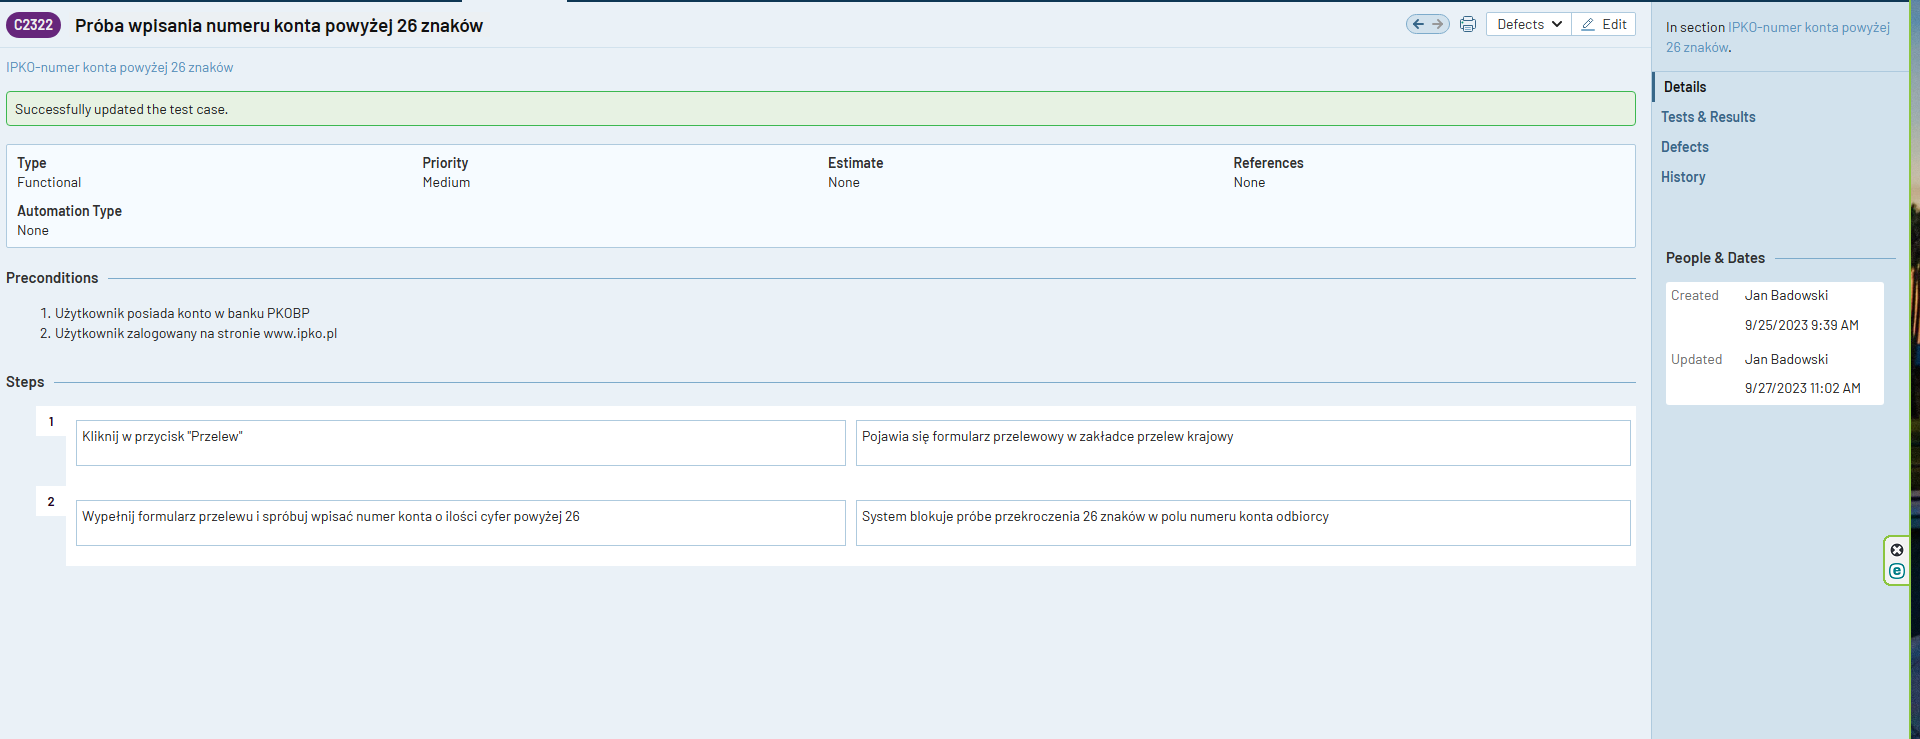 C2322 Próba wpisania numeru konta powyżej 26 znaków
Defects Edit
IPKO-numer konta powyżej 26 znaków
Successfully updated the test case.
Type Priority Estimate References
Functional Medium None None
Automation Type
None
Preconditions
1. Użytkownik posiada konto w banku PKOBP
2. Użytkownik zalogowany na stronie www.ipko.pl
Steps
1
Kliknij w przycisk "Przelew"
Pojawia się formularz przelewowy w zakładce przelew krajowy
2
Wypełnij formularz przelewu i spróbuj wpisać numer konta o ilości cyfer powyżej 26
System blokuje próbe przekroczenia 26 znaków w polu numeru konta odbiorcy
In section IPKO-numer konta powyżej
26 znaków.
Details
Tests & Results
Defects
History
People & Dates
Created Jan Badowski
9/25/2023 9:39 AM
Updated Jan Badowski
9/27/2023 11:02 AM
e